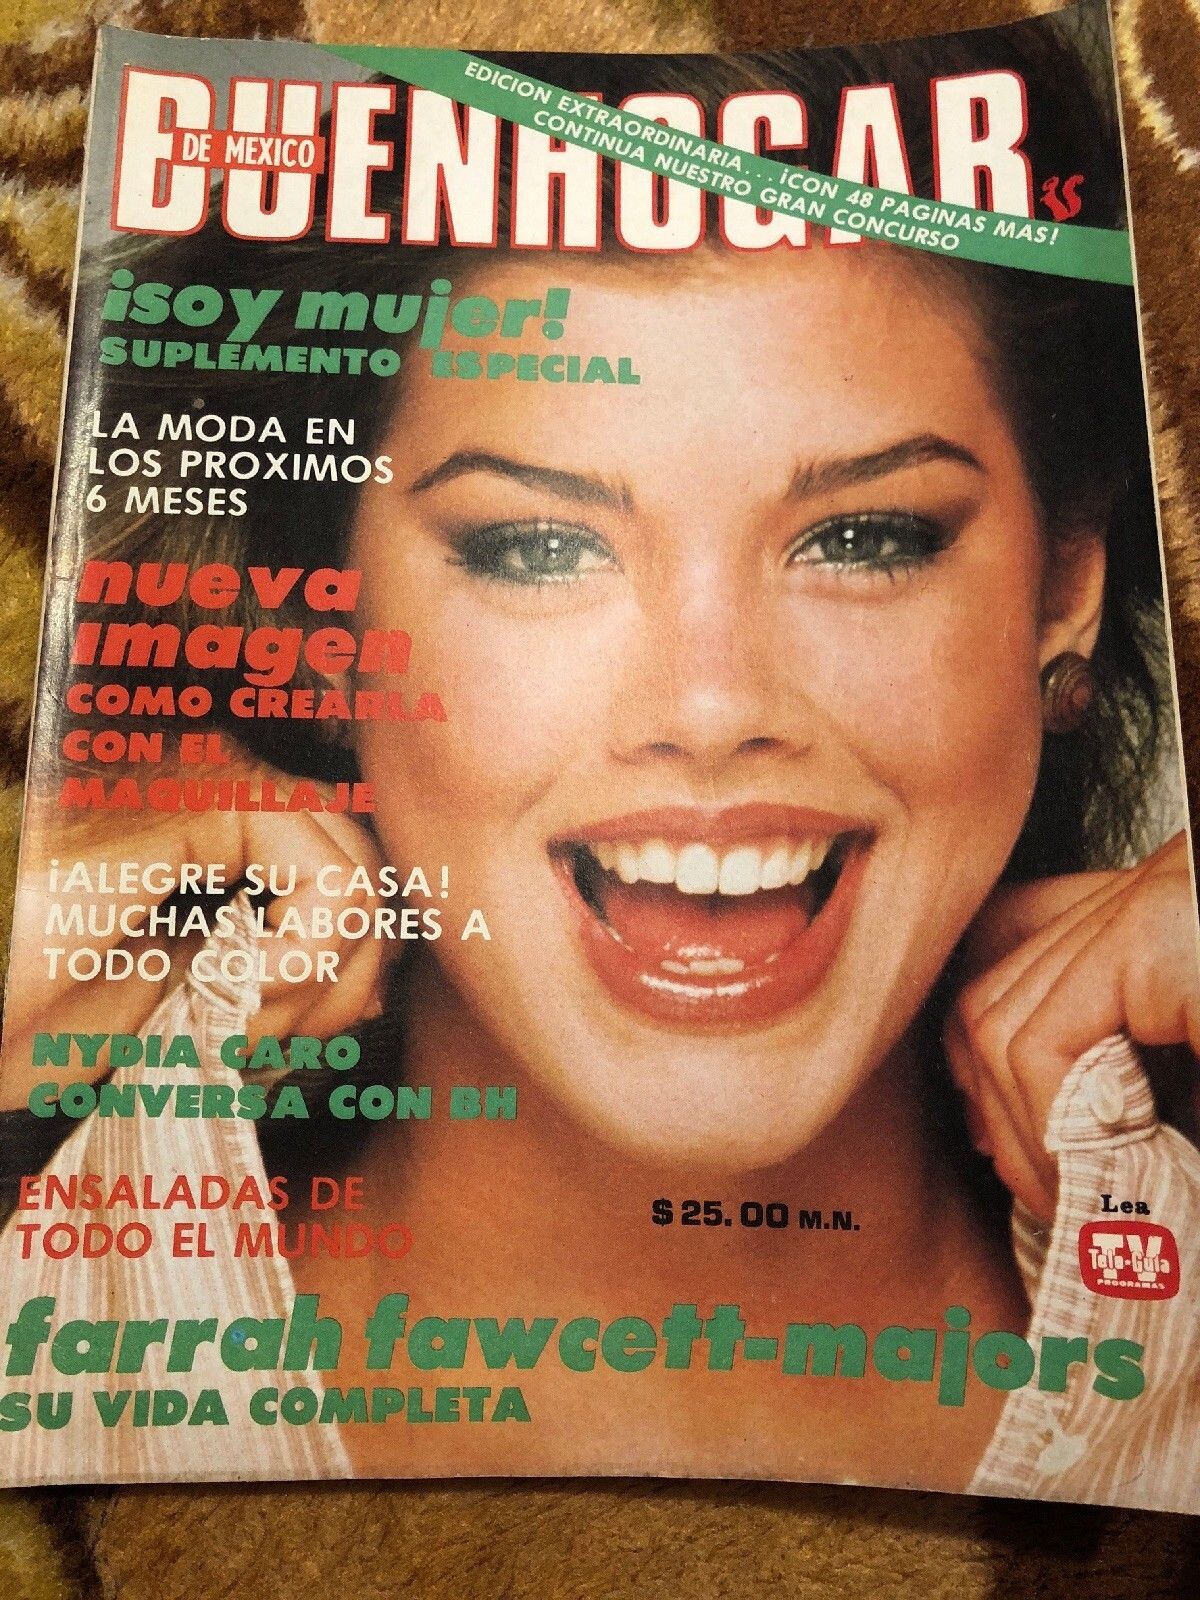 BUENHOGAR
DE MEXICO
EDICION EXTRAORDINARIA... ¡CON 48 PAGINAS MAS!
CONTINUA NUESTRO GRAN CONCURSO
¡soy mujer!
SUPLEMENTO ESPECIAL
LA MODA EN
LOS PROXIMOS
6 MESES
nueva
imagen
COMO CREARLA
CON EL
MAQUILLAJE
¡ALEGRE SU CASA!
MUCHAS LABORES A
TODO COLOR
NYDIA CARO
CONVERSA CON BH
ENSALADAS DE
TODO EL MUNDO
$25.00 M.N.
Lea
TV
Tele-Guia
PROGRAMAS
farrah fawcett-majors
SU VIDA COMPLETA